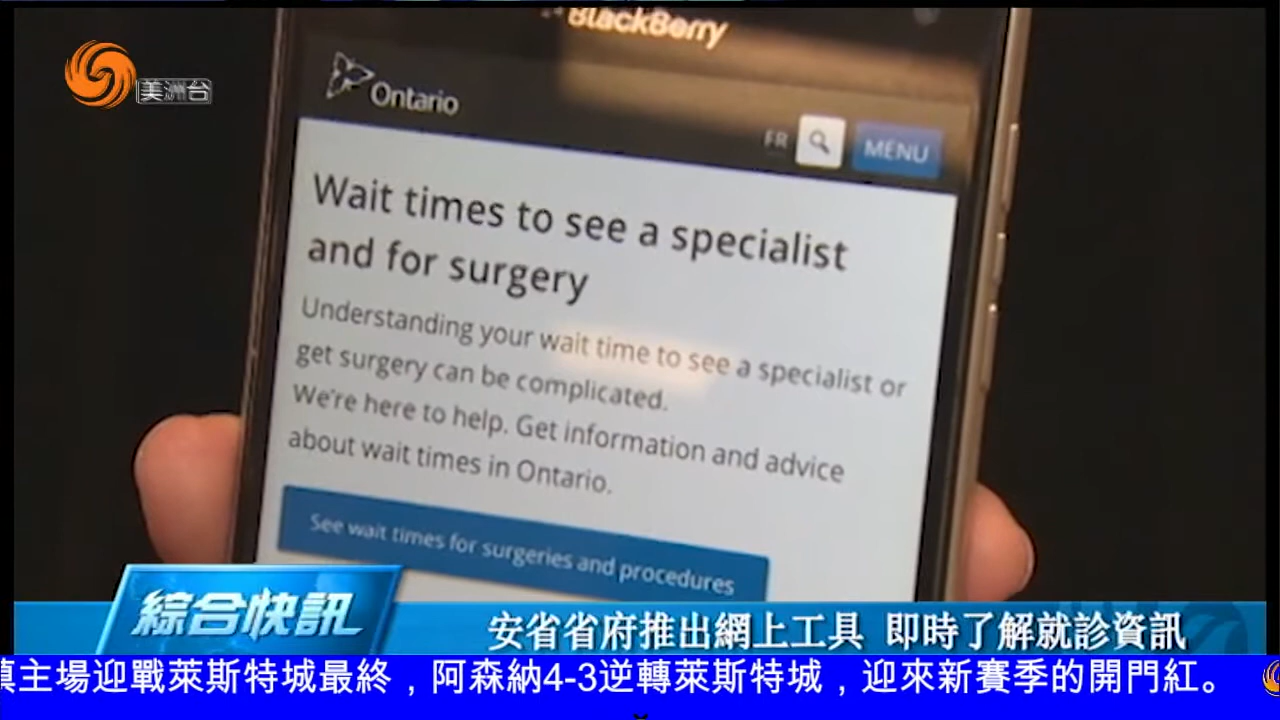 BlackBerry
美洲台
Ontario
FR
MENU
Wait times to see a specialist
and for surgery
Understanding your wait time to see a specialist or
get surgery can be complicated.
We're here to help. Get information and advice
about wait times in Ontario.
See wait times for surgeries and procedures
綜合快訊
安省省府推出網上工具 即時了解就診資訊
主場迎戰萊斯特城最終，阿森納4-3逆轉萊斯特城，迎來新賽季的開門紅。